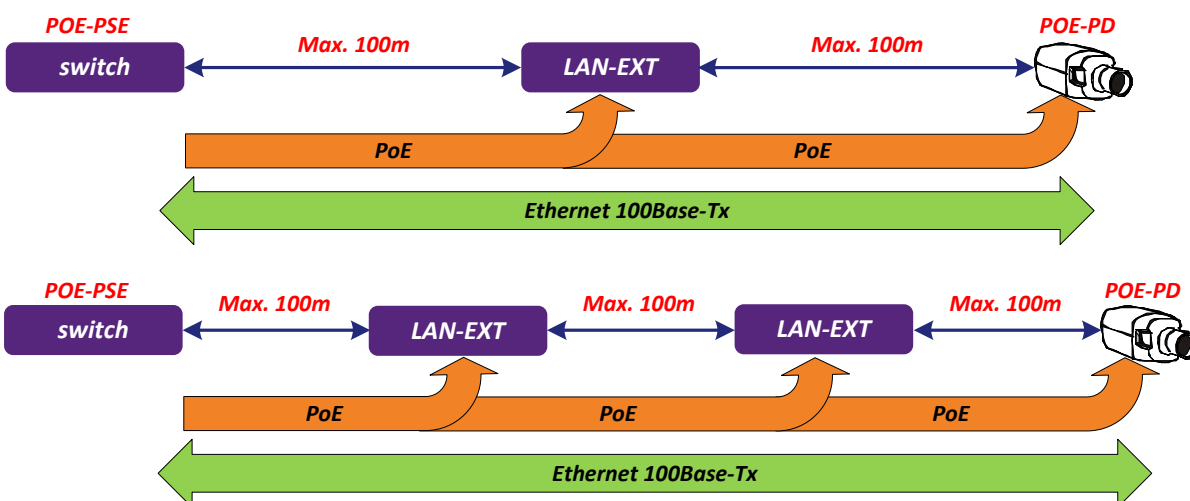 POE-PSE
POE-PD
Max. 100m
Max. 100m
switch
LAN-EXT
PoE
PoE
Ethernet 100Base-Tx
POE-PSE
POE-PD
Max. 100m
Max. 100m
Max. 100m
switch
LAN-EXT
LAN-EXT
PoE
PoE
PoE
Ethernet 100Base-Tx